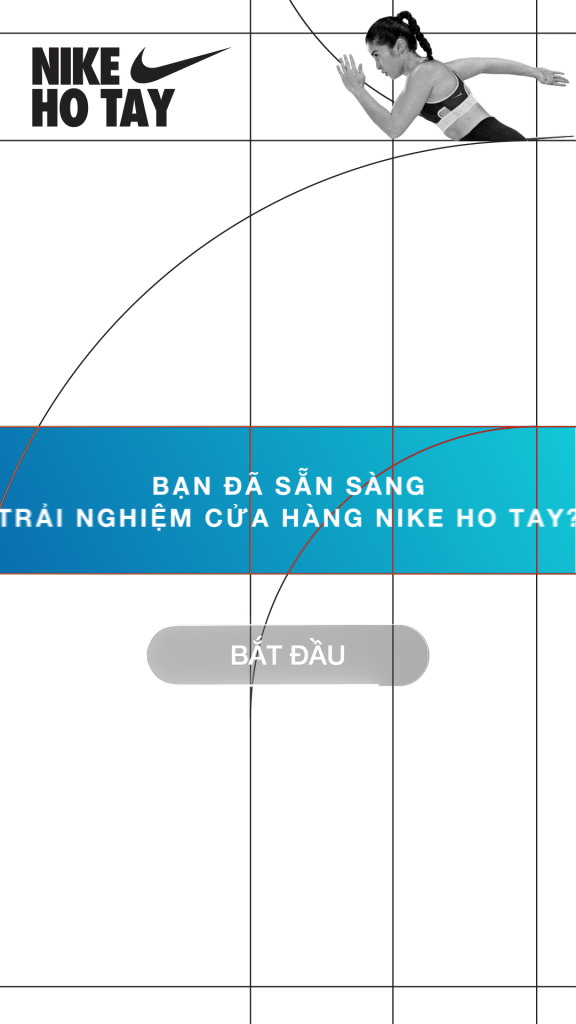 NIKE
HO TAY
BẠN ĐÃ SẴN SÀNG
TRẢI NGHIỆM CỬA HÀNG NIKE HO TAY?
BẮT ĐẦU